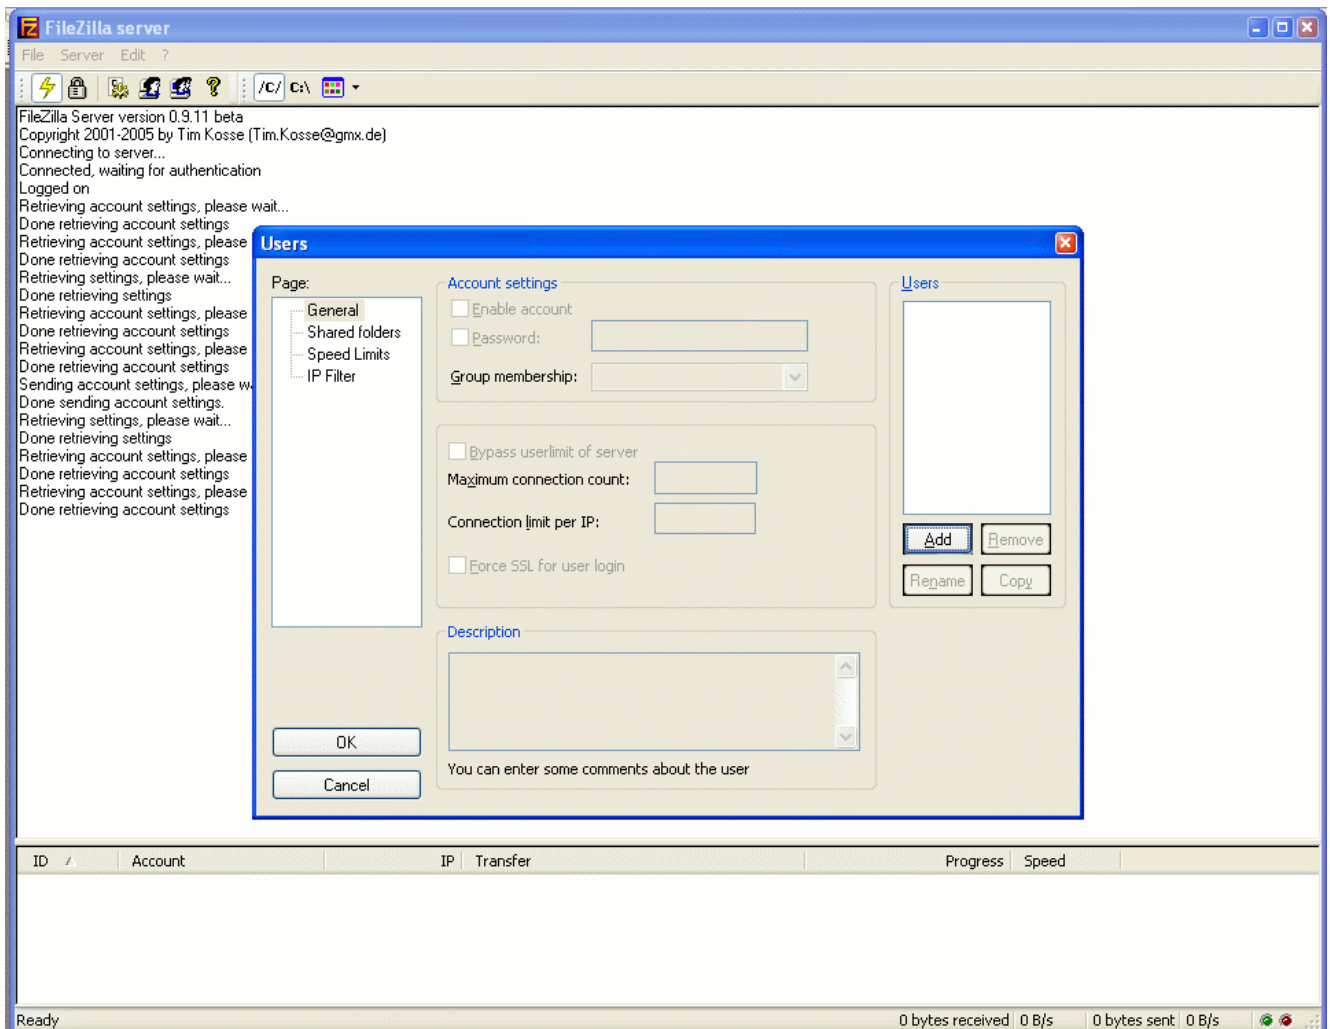 FileZilla server
File Server Edit ?
/C/ C:\
FileZilla Server version 0.9.11 beta
Copyright 2001-2005 by Tim Kosse (Tim.Kosse@gmx.de)
Connecting to server...
Connected, waiting for authentication
Logged on
Retrieving account settings, please wait...
Done retrieving account settings
Retrieving account settings, please
Done retrieving account settings
Retrieving settings, please wait...
Done retrieving settings
Retrieving account settings, please
Done retrieving account settings
Retrieving account settings, please
Done retrieving account settings
Sending account settings, please wa
Done sending account settings.
Retrieving settings, please wait...
Done retrieving settings
Retrieving account settings, please
Done retrieving account settings
Retrieving account settings, please
Done retrieving account settings
Users
Page:
General
Shared folders
Speed Limits
IP Filter
OK
Cancel
Account settings
Enable account
Password:
Group membership:
Bypass userlimit of server
Maximum connection count:
Connection limit per IP:
Force SSL for user login
Description
You can enter some comments about the user
Users
Add Remove
Rename Copy
ID / Account IP Transfer Progress Speed
Ready 0 bytes received 0 B/s 0 bytes sent 0 B/s